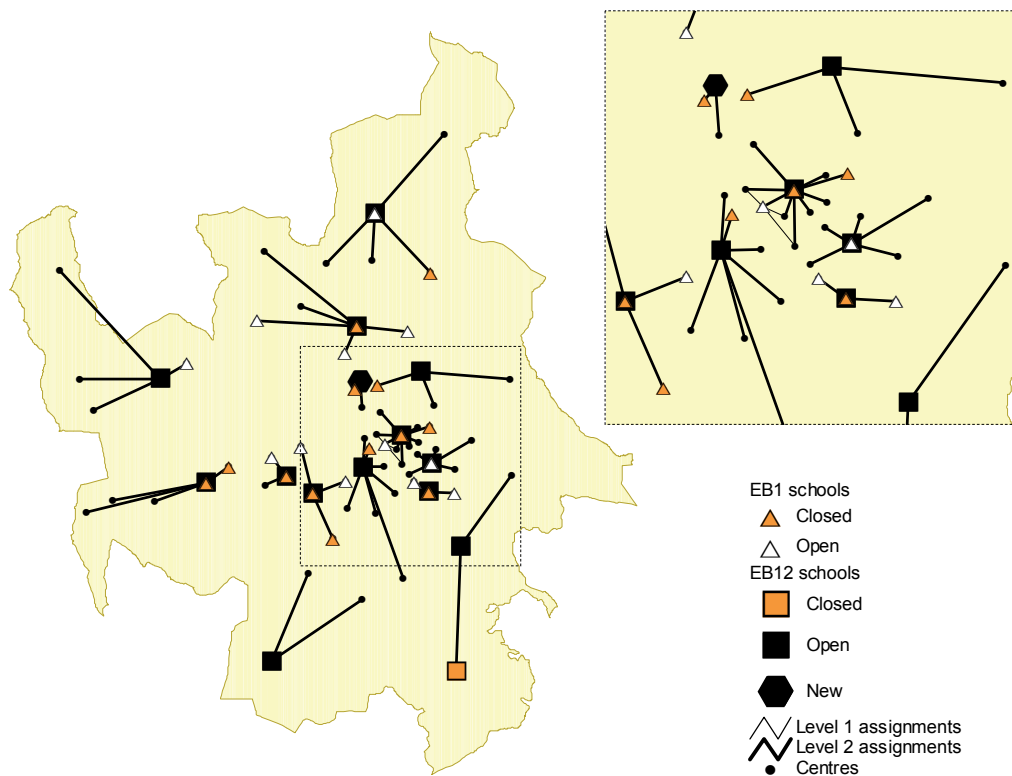 EB1 schools
Closed
Open
EB12 schools
Closed
Open
New
Level 1 assignments
Level 2 assignments
Centres